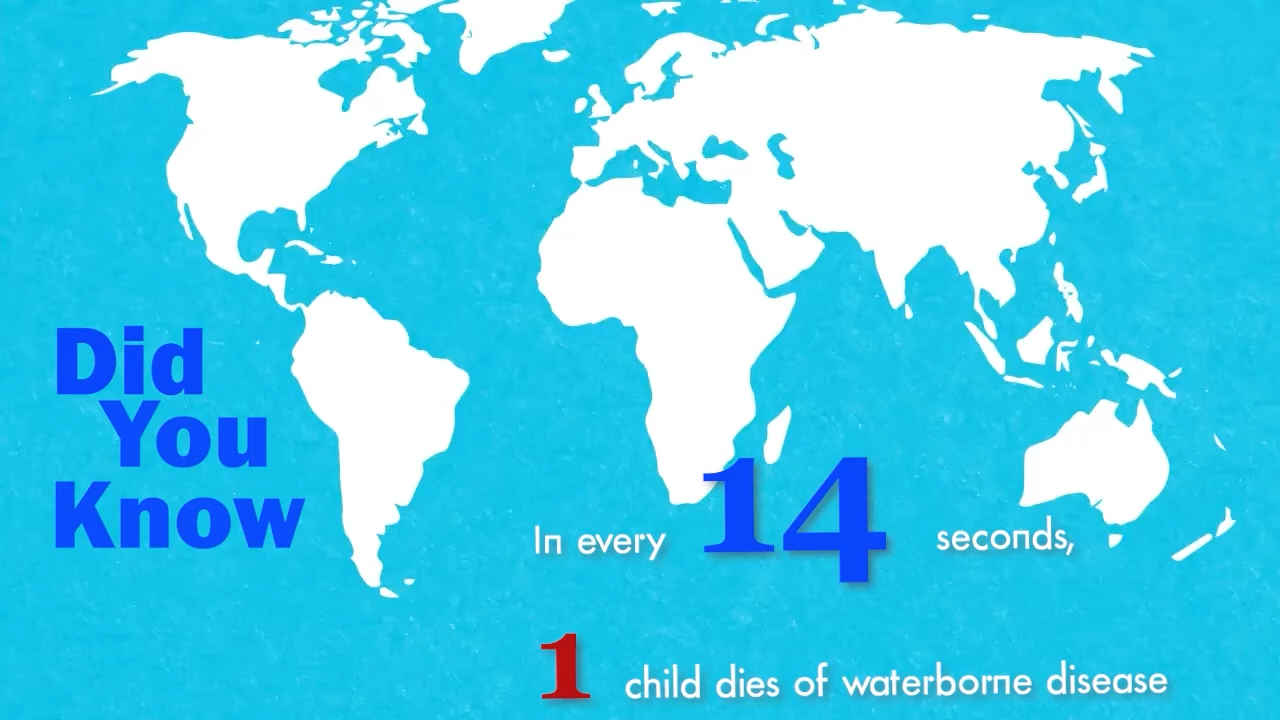 Did
You
Know
In every 14 seconds,
1 child dies of waterborne disease